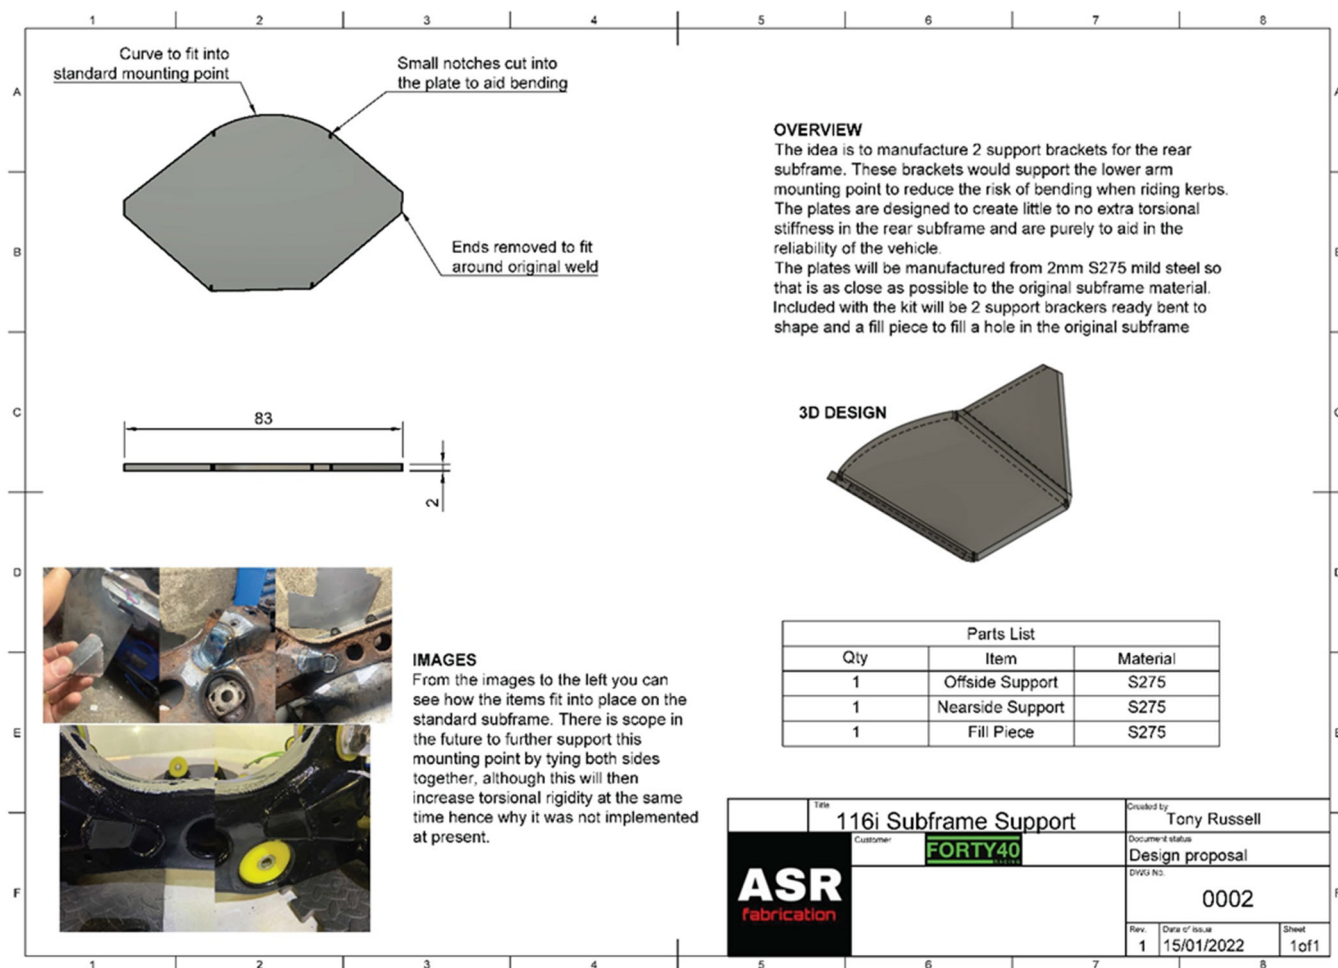 1 2 3 4 5 6 7 8
A A
B B
C C
D D
E E
F F
Curve to fit into
standard mounting point
Small notches cut into
the plate to aid bending
Ends removed to fit
around original weld
83
2
OVERVIEW
The idea is to manufacture 2 support brackets for the rear
subframe. These brackets would support the lower arm
mounting point to reduce the risk of bending when riding kerbs.
The plates are designed to create little to no extra torsional
stiffness in the rear subframe and are purely to aid in the
reliability of the vehicle.
The plates will be manufactured from 2mm S275 mild steel so
that is as close as possible to the original subframe material.
Included with the kit will be 2 support brackers ready bent to
shape and a fill piece to fill a hole in the original subframe
3D DESIGN
IMAGES
From the images to the left you can
see how the items fit into place on the
standard subframe. There is scope in
the future to further support this
mounting point by tying both sides
together, although this will then
increase torsional rigidity at the same
time hence why it was not implemented
at present.
Parts List
Qty Item Material
1 Offside Support S275
1 Nearside Support S275
1 Fill Piece S275
Title
116i Subframe Support
Created by
Tony Russell
Customer
FORTY40
RACING
Document status
Design proposal
DWG No.
0002
ASR
fabrication
Rev. Date of issue Sheet
1 15/01/2022 1of1
1 2 3 4 5 6 7 8